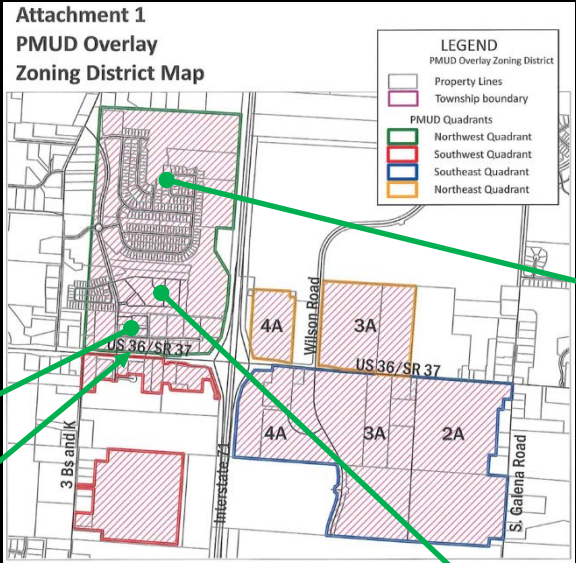 Attachment 1
PMUD Overlay
Zoning District Map
LEGEND
PMUD Overlay Zoning District
Property Lines
Township boundary
PMUD Quadrants
Northwest Quadrant
Southwest Quadrant
Southeast Quadrant
Northeast Quadrant
4A
Wilson Road
3A
US 36/SR 37
US 36/SR 37
3 Bs and K
Interstate 71
4A
3A
2A
S. Galena Road